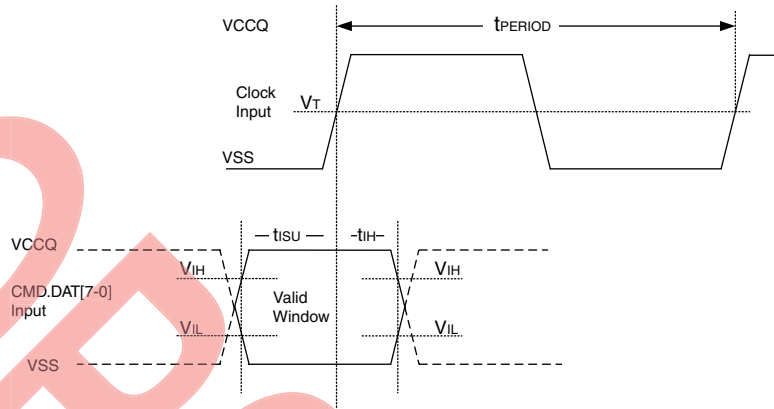 VCCQ
tPERIOD
Clock
Input
VT
VSS
tISU
tIH
VCCQ
VIH
VIH
CMD.DAT[7-0]
Input
Valid
Window
VIL
VIL
VSS